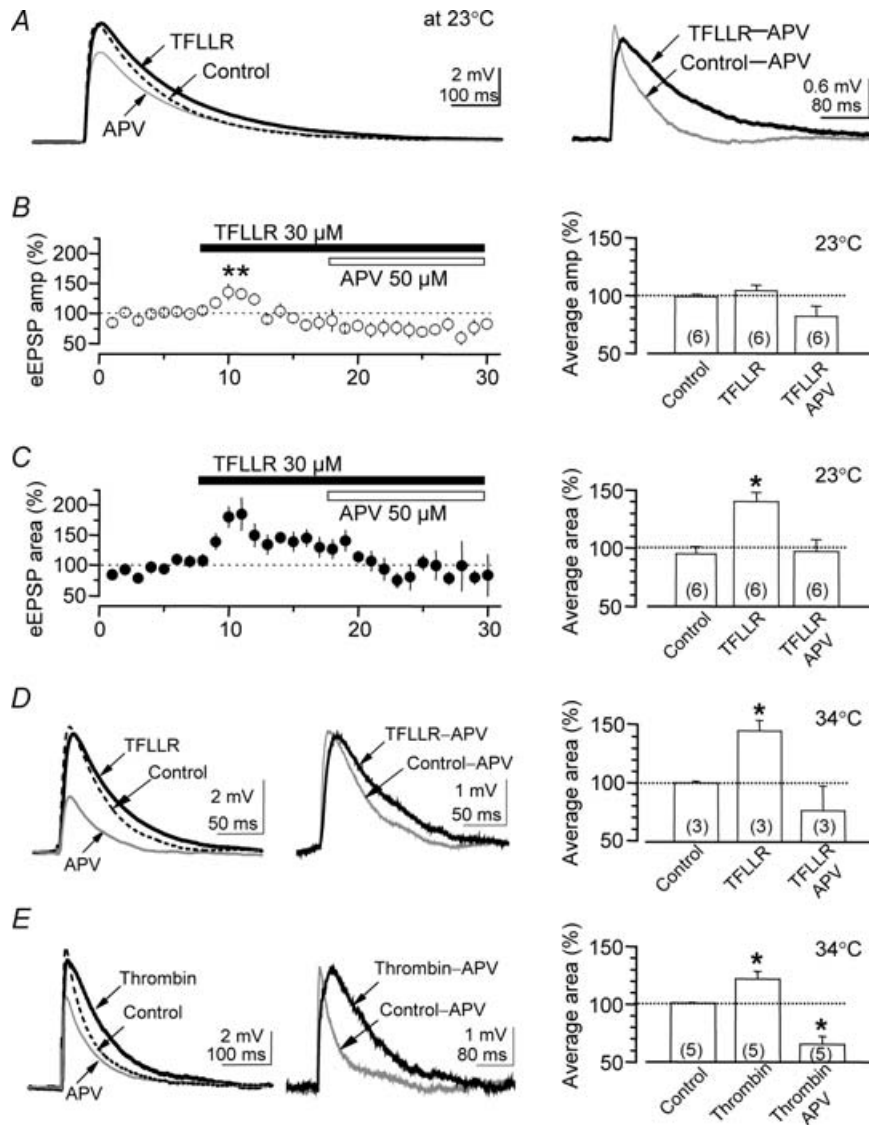 A
at 23°C
TFLLR
Control
APV
2 mV
100 ms
TFLLR—APV
Control—APV
0.6 mV
80 ms
B
eEPSP amp (%)
200
150
100
50
TFLLR 30 µM
APV 50 µM
**
0 10 20 30
Average amp (%)
150
100
50
23°C
(6) (6) (6)
Control
TFLLR
TFLLR
APV
C
eEPSP area (%)
200
150
100
50
TFLLR 30 µM
APV 50 µM
0 10 20 30
Average area (%)
150
100
50
23°C
*
(6) (6) (6)
Control
TFLLR
TFLLR
APV
D
TFLLR
Control
APV
2 mV
50 ms
TFLLR–APV
Control–APV
1 mV
50 ms
Average area (%)
150
100
50
34°C
*
(3) (3) (3)
Control
TFLLR
TFLLR
APV
E
Thrombin
Control
APV
2 mV
100 ms
Thrombin–APV
Control–APV
1 mV
80 ms
Average area (%)
150
100
50
34°C
*
*
(5) (5) (5)
Control
Thrombin
Thrombin
APV